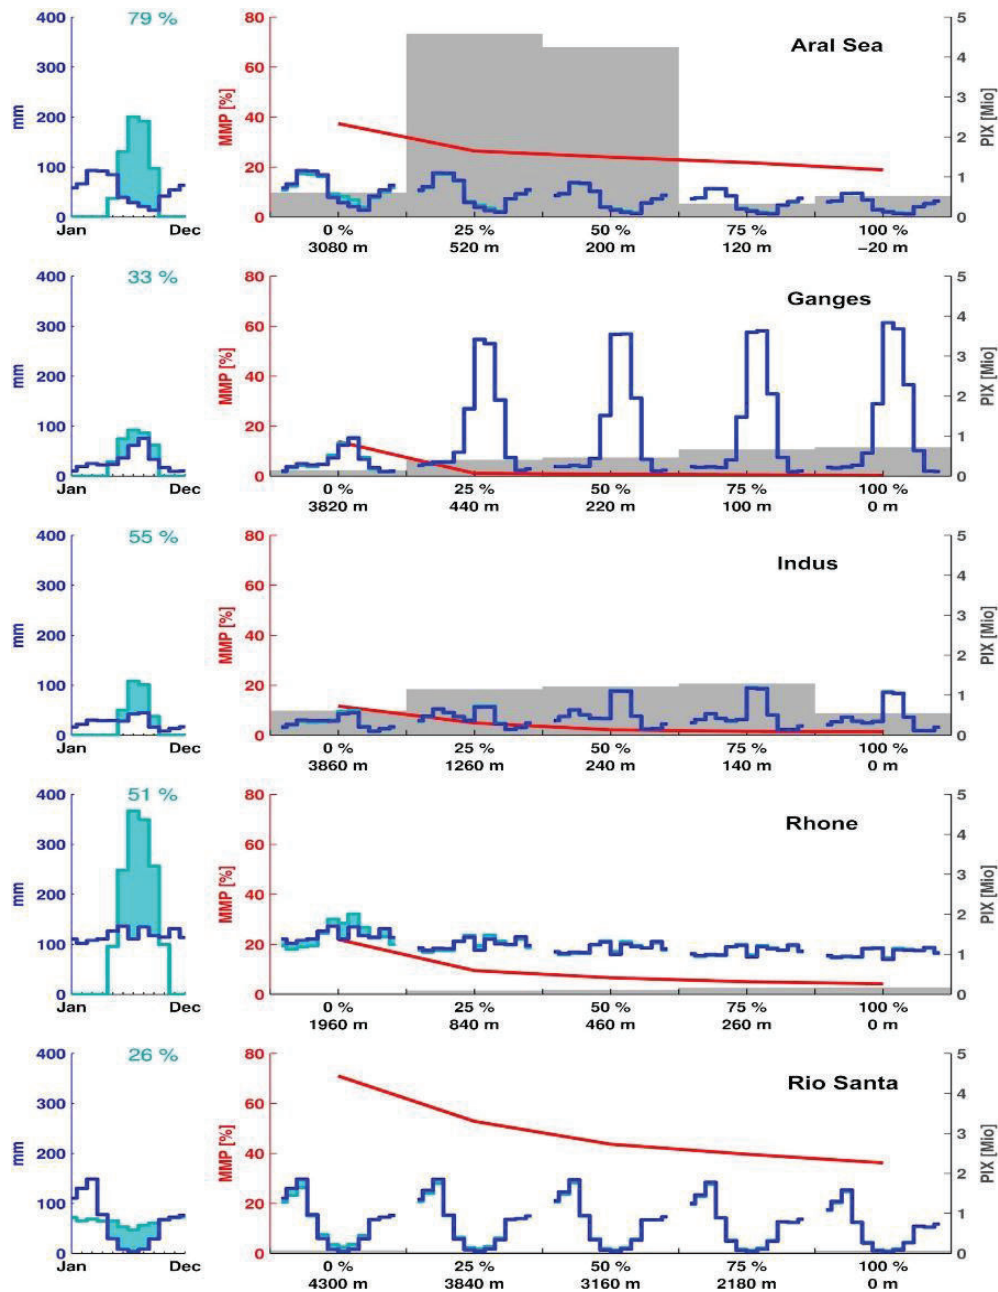 79 %
400
300
200
100
0
mm
Jan Dec
80
60
40
20
0
MMP [%]
Aral Sea
5
4
3
2
1
0
PIX [Mio]
0 % 25 % 50 % 75 % 100 %
3080 m 520 m 200 m 120 m −20 m
33 %
400
300
200
100
0
mm
Jan Dec
80
60
40
20
0
MMP [%]
Ganges
5
4
3
2
1
0
PIX [Mio]
0 % 25 % 50 % 75 % 100 %
3820 m 440 m 220 m 100 m 0 m
55 %
400
300
200
100
0
mm
Jan Dec
80
60
40
20
0
MMP [%]
Indus
5
4
3
2
1
0
PIX [Mio]
0 % 25 % 50 % 75 % 100 %
3860 m 1260 m 240 m 140 m 0 m
51 %
400
300
200
100
0
mm
Jan Dec
80
60
40
20
0
MMP [%]
Rhone
5
4
3
2
1
0
PIX [Mio]
0 % 25 % 50 % 75 % 100 %
1960 m 840 m 460 m 260 m 0 m
26 %
400
300
200
100
0
mm
Jan Dec
80
60
40
20
0
MMP [%]
Rio Santa
5
4
3
2
1
0
PIX [Mio]
0 % 25 % 50 % 75 % 100 %
4300 m 3840 m 3160 m 2180 m 0 m